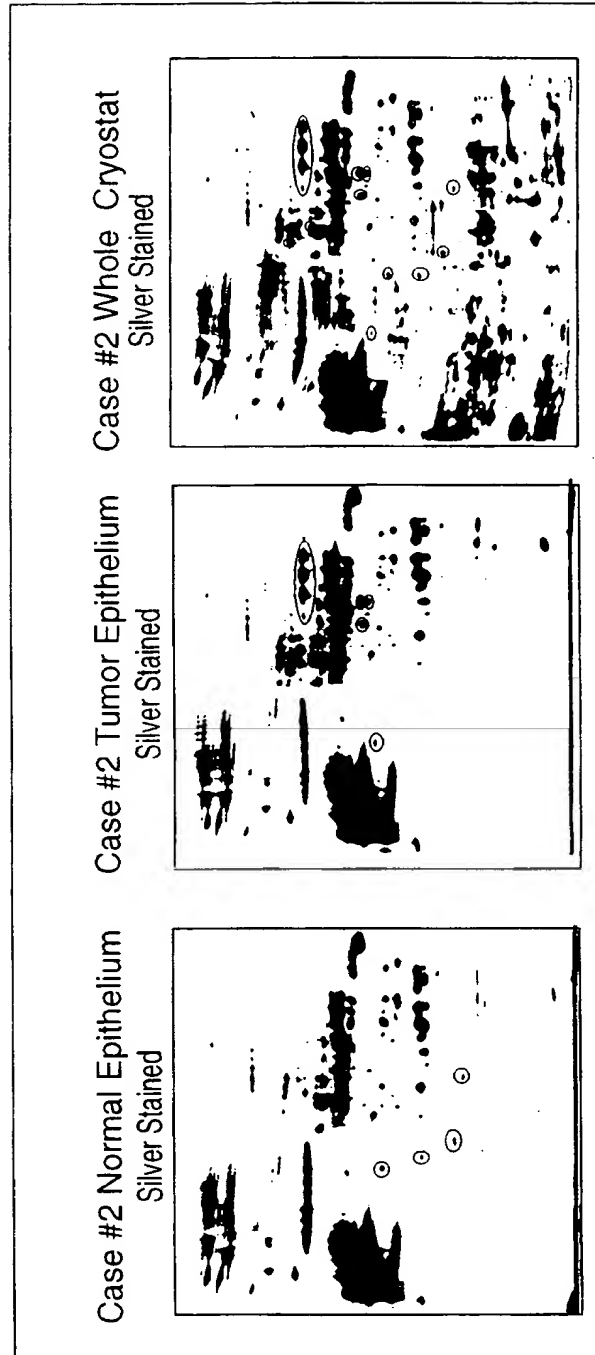 Case #2 Normal Epithelium
Silver Stained
Case #2 Tumor Epithelium
Silver Stained
Case #2 Whole Cryostat
Silver Stained